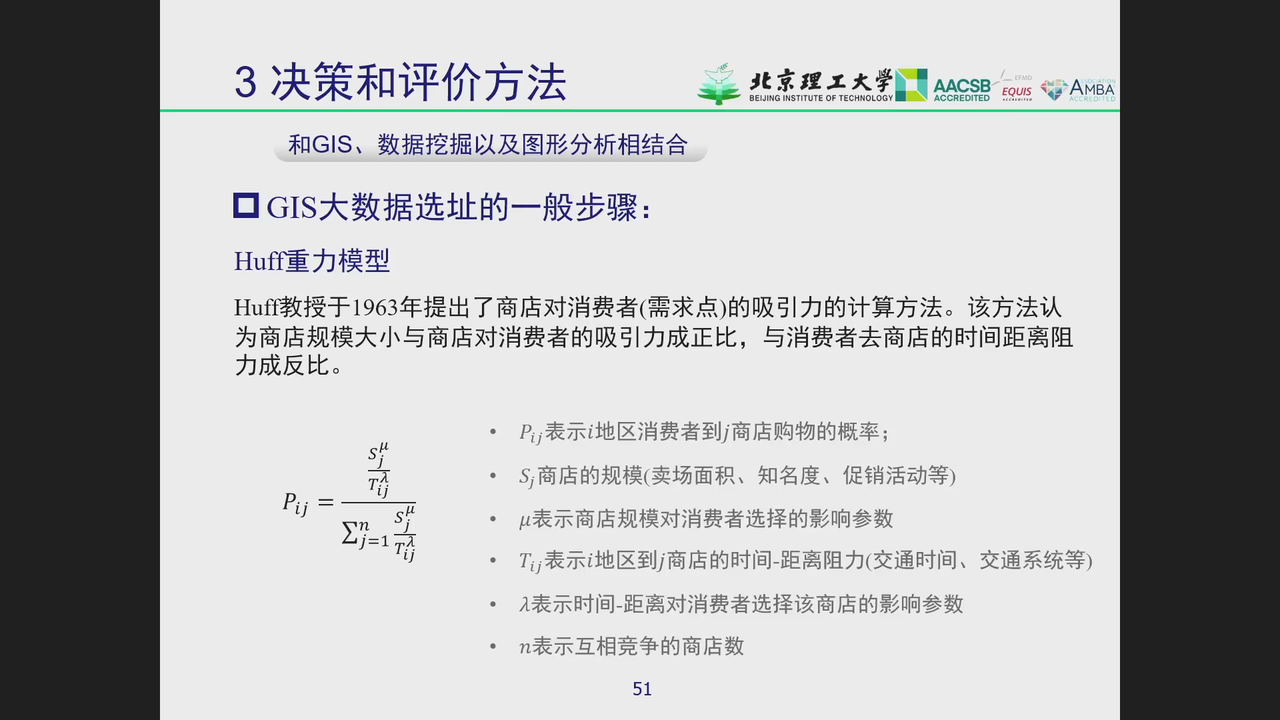 3 决策和评价方法
北京理工大学
BEIJING INSTITUTE OF TECHNOLOGY
AACSB
ACCREDITED
EFMD
EQUIS
ACCREDITED
ASSOCIATION
AMBA
ACCREDITED
和GIS、数据挖掘以及图形分析相结合
GIS大数据选址的一般步骤：
Huff重力模型
Huff教授于1963年提出了商店对消费者(需求点)的吸引力的计算方法。该方法认
为商店规模大小与商店对消费者的吸引力成正比，与消费者去商店的时间距离阻
力成反比。
$P_{ij} = \frac{\frac{S_j^\mu}{T_{ij}^\lambda}}{\sum_{j=1}^{n} \frac{S_j^\mu}{T_{ij}^\lambda}}$
• $P_{ij}$表示i地区消费者到j商店购物的概率；
• $S_j$商店的规模(卖场面积、知名度、促销活动等)
• μ表示商店规模对消费者选择的影响参数
• $T_{ij}$表示i地区到j商店的时间-距离阻力(交通时间、交通系统等)
• λ表示时间-距离对消费者选择该商店的影响参数
• n表示互相竞争的商店数
51